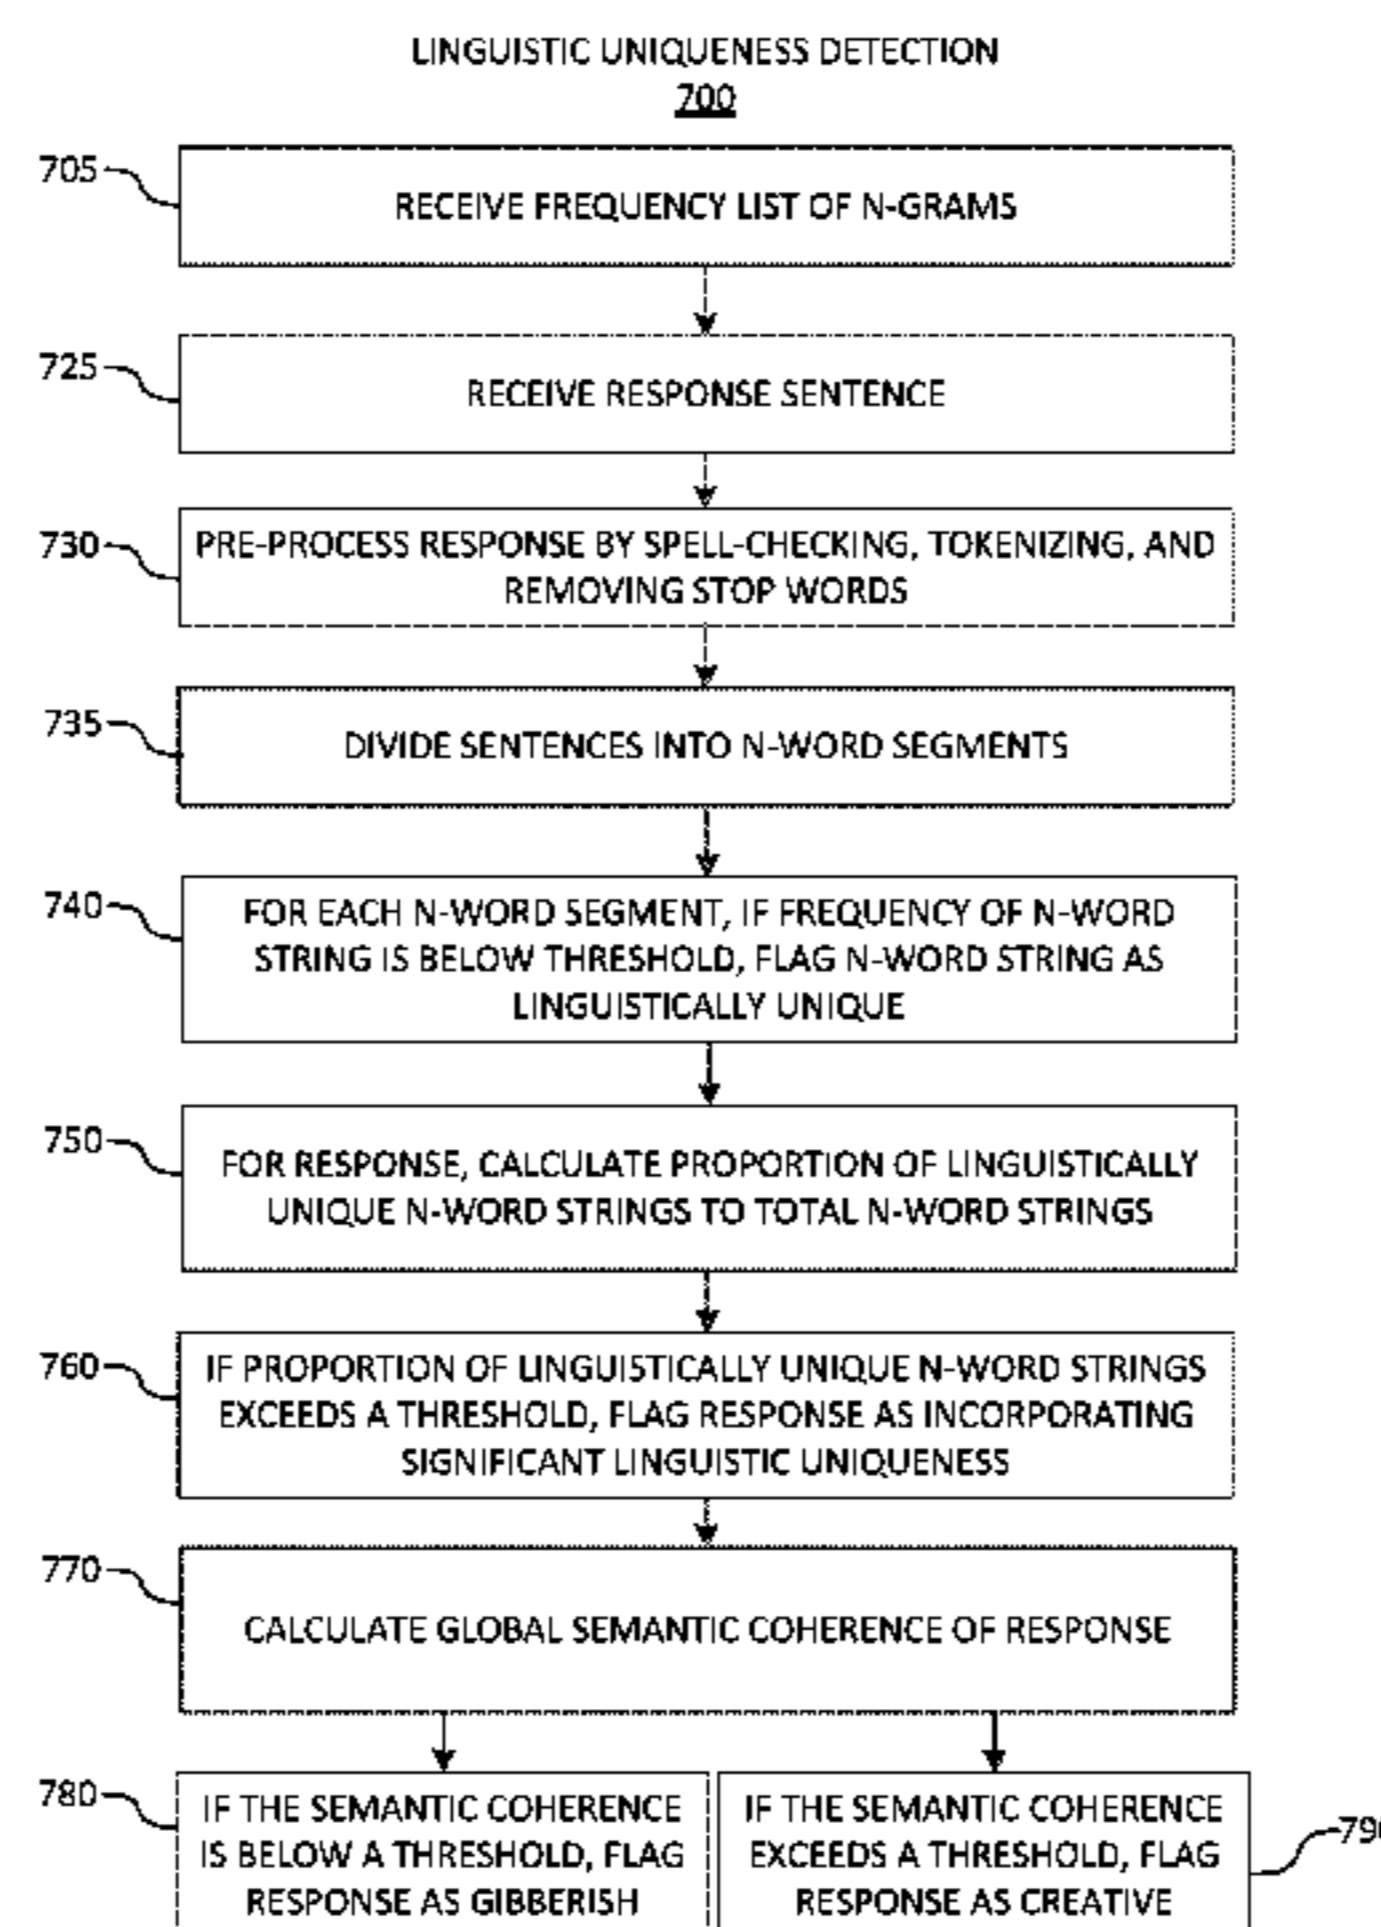 LINGUISTIC UNIQUENESS DETECTION
700
705
RECEIVE FREQUENCY LIST OF N-GRAMS
725
RECEIVE RESPONSE SENTENCE
730
PRE-PROCESS RESPONSE BY SPELL-CHECKING, TOKENIZING, AND
REMOVING STOP WORDS
735
DIVIDE SENTENCES INTO N-WORD SEGMENTS
740
FOR EACH N-WORD SEGMENT, IF FREQUENCY OF N-WORD
STRING IS BELOW THRESHOLD, FLAG N-WORD STRING AS
LINGUISTICALLY UNIQUE
750
FOR RESPONSE, CALCULATE PROPORTION OF LINGUISTICALLY
UNIQUE N-WORD STRINGS TO TOTAL N-WORD STRINGS
760
IF PROPORTION OF LINGUISTICALLY UNIQUE N-WORD STRINGS
EXCEEDS A THRESHOLD, FLAG RESPONSE AS INCORPORATING
SIGNIFICANT LINGUISTIC UNIQUENESS
770
CALCULATE GLOBAL SEMANTIC COHERENCE OF RESPONSE
780
IF THE SEMANTIC COHERENCE
IS BELOW A THRESHOLD, FLAG
RESPONSE AS GIBBERISH
IF THE SEMANTIC COHERENCE
EXCEEDS A THRESHOLD, FLAG
RESPONSE AS CREATIVE